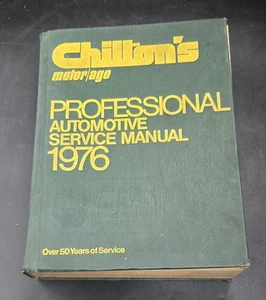 Chilton's
motor/age
PROFESSIONAL
AUTOMOTIVE
SERVICE MANUAL
1976
Over 50 Years of Service